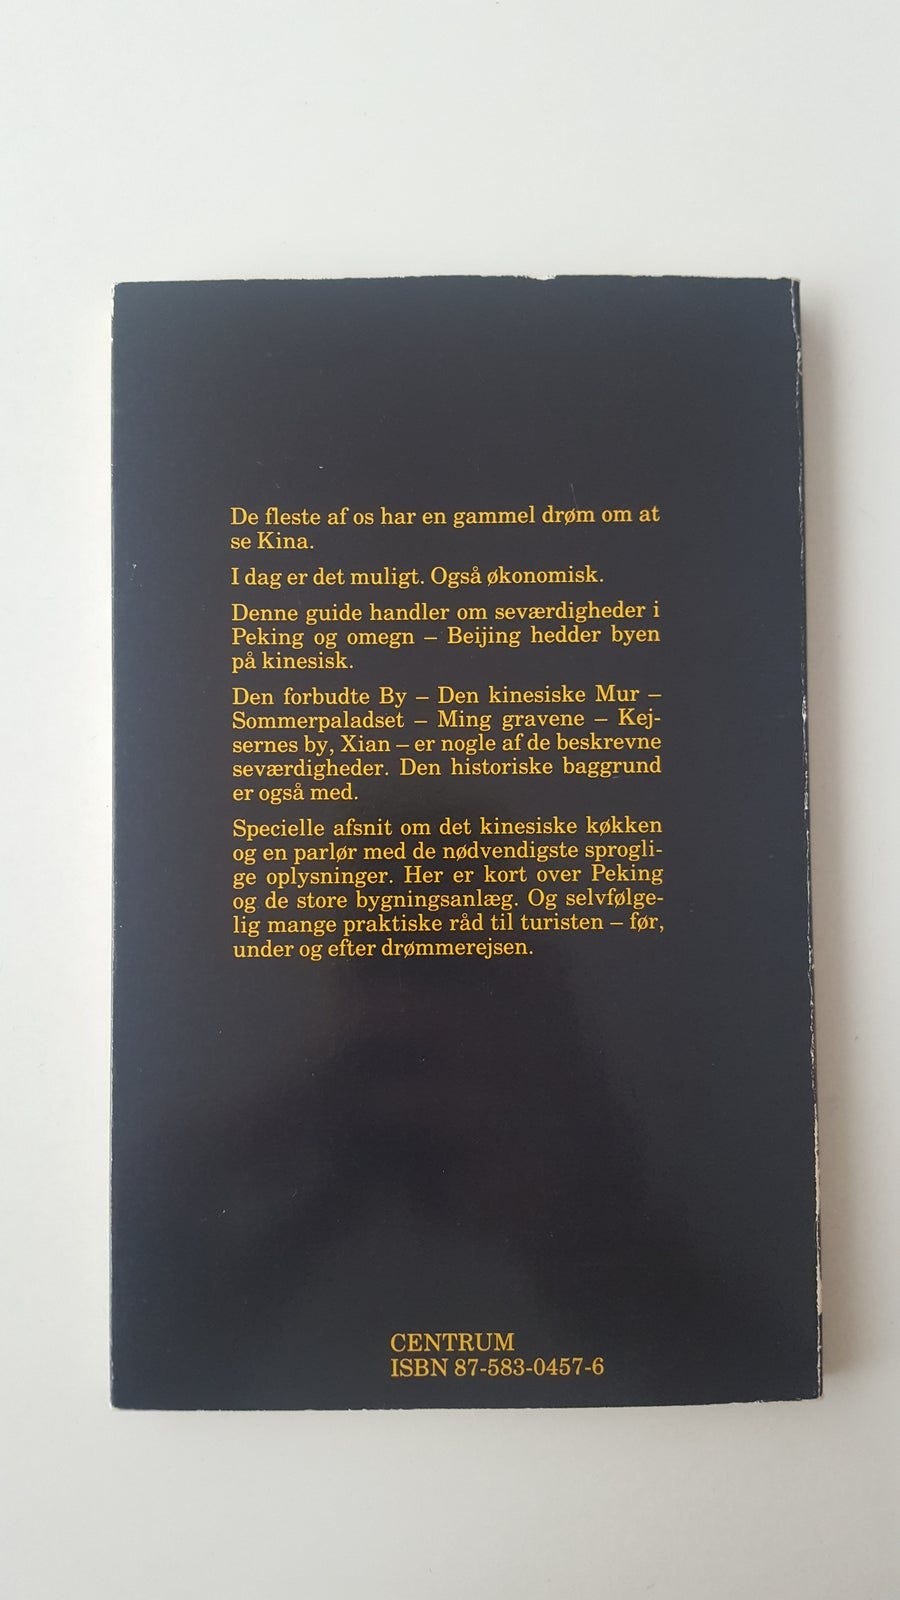 De fleste af os har en gammel drøm om at
se Kina.
I dag er det muligt. Også økonomisk.
Denne guide handler om seværdigheder i
Peking og omegn – Beijing hedder byen
på kinesisk.
Den forbudte By – Den kinesiske Mur –
Sommerpaladset – Ming gravene – Kej-
sernes by, Xian – er nogle af de beskrevne
seværdigheder. Den historiske baggrund
er også med.
Specielle afsnit om det kinesiske køkken
og en parlør med de nødvendigste sprogli-
ge oplysninger. Her er kort over Peking
og de store bygningsanlæg. Og selvfølge-
lig mange praktiske råd til turisten – før,
under og efter drømmerejsen.
CENTRUM
ISBN 87-583-0457-6